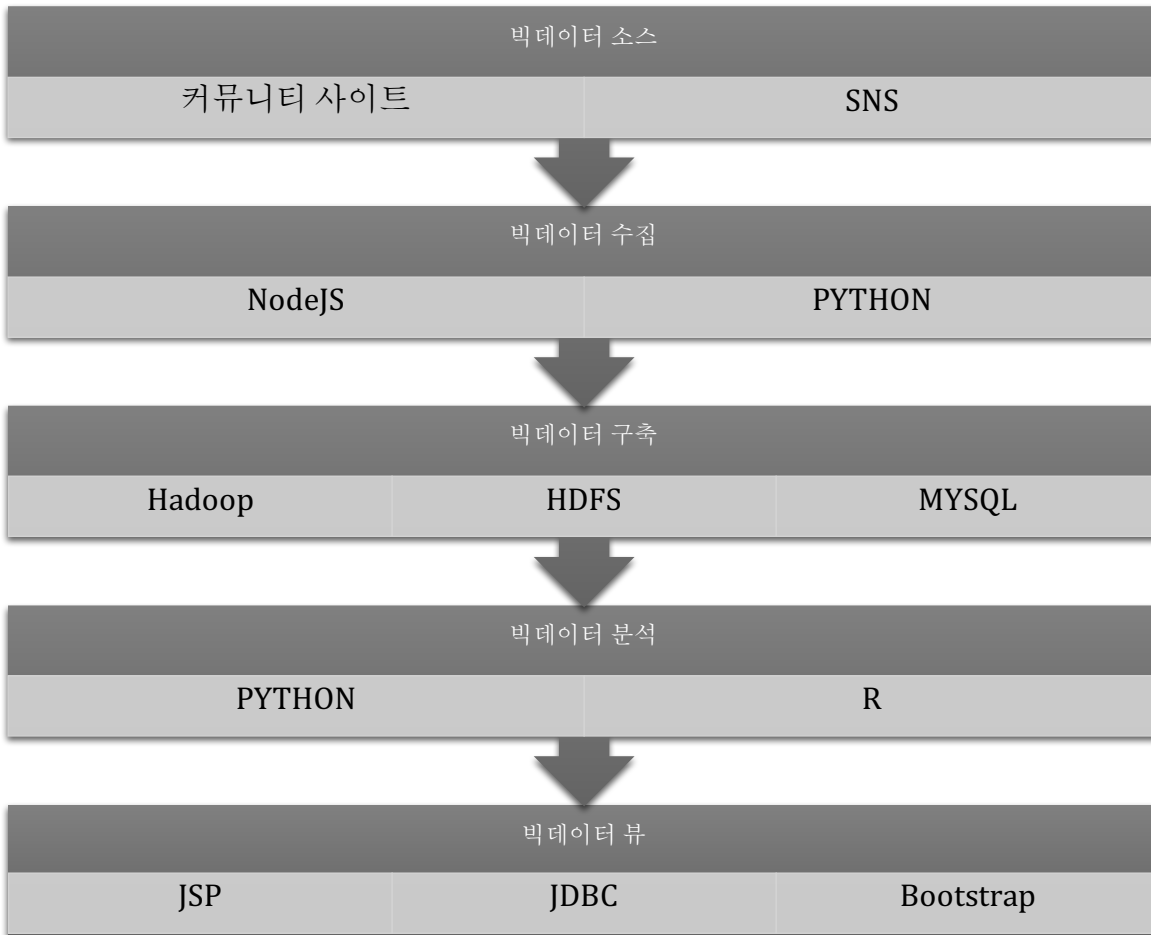 빅데이터 소스
커뮤니티 사이트 SNS
빅데이터 수집
NodeJS PYTHON
빅데이터 구축
Hadoop HDFS MYSQL
빅데이터 분석
PYTHON R
빅데이터 뷰
JSP JDBC Bootstrap